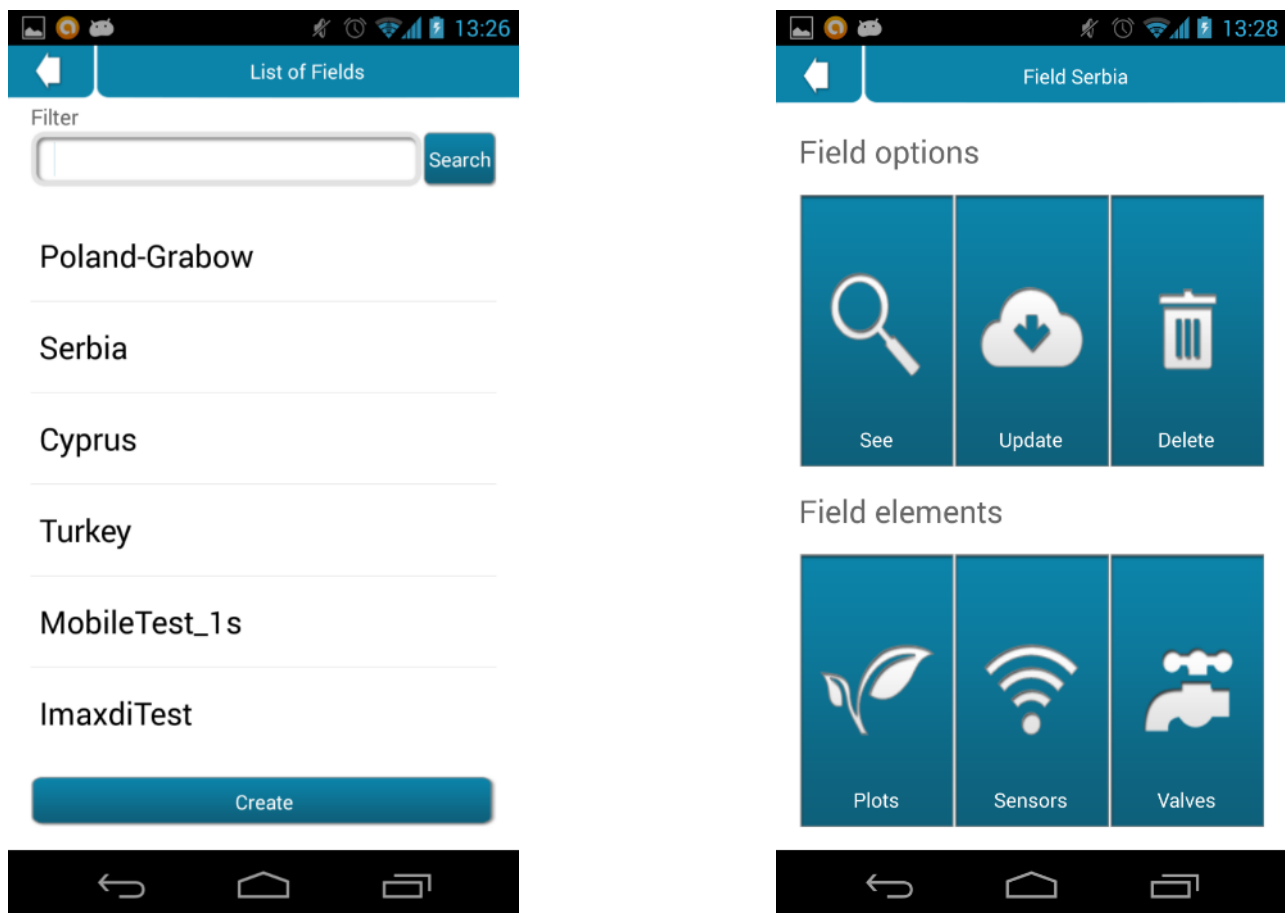 13:26
List of Fields
Filter
Search
Poland-Grabow
Serbia
Cyprus
Turkey
MobileTest_1s
ImaxdiTest
Create
13:28
Field Serbia
Field options
See Update Delete
Field elements
Plots Sensors Valves